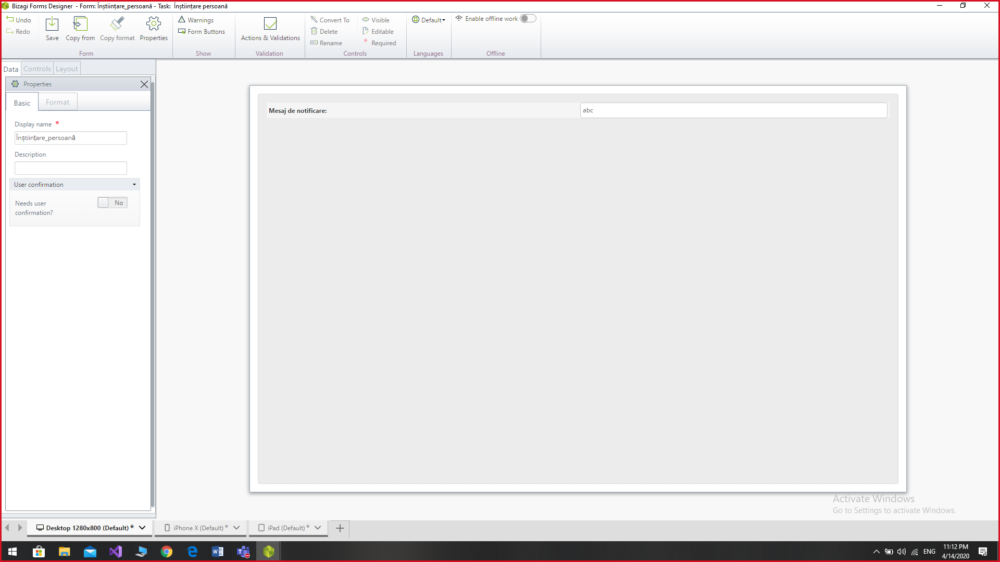 Bizagi Forms Designer - Form: Înștiințare_persoană - Task: Înștiințare persoană
Undo
Redo
Save
Copy from
Copy format
Properties
Form
Warnings
Form Buttons
Show
Actions & Validations
Validation
Convert To
Delete
Rename
Visible
Editable
* Required
Controls
Default
Languages
Enable offline work
Offline
Data
Controls
Layout
Properties
Basic
Format
Display name *
Înștiințare_persoană
Description
User confirmation
Needs user
confirmation?
No
Mesaj de notificare:
abc
Activate Windows
Go to Settings to activate Windows.
Desktop 1280x800 (Default) *
iPhone X (Default) *
iPad (Default) *
ENG
11:12 PM
4/14/2020